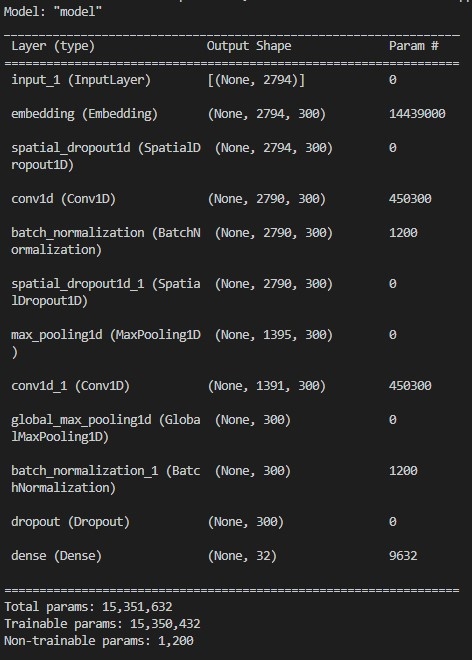 Model: "model"
_________________________________________________________________
Layer (type)                Output Shape              Param #
=================================================================
input_1 (InputLayer)        [(None, 2794)]            0
embedding (Embedding)       (None, 2794, 300)         14439000
spatial_dropout1d (SpatialD  (None, 2794, 300)        0
ropout1D)
conv1d (Conv1D)             (None, 2790, 300)         450300
batch_normalization (BatchN  (None, 2790, 300)        1200
ormalization)
spatial_dropout1d_1 (Spatia  (None, 2790, 300)        0
lDropout1D)
max_pooling1d (MaxPooling1D  (None, 1395, 300)        0
)
conv1d_1 (Conv1D)           (None, 1391, 300)         450300
global_max_pooling1d (Globa  (None, 300)              0
lMaxPooling1D)
batch_normalization_1 (Batc  (None, 300)              1200
hNormalization)
dropout (Dropout)           (None, 300)               0
dense (Dense)               (None, 32)                9632
=================================================================
Total params: 15,351,632
Trainable params: 15,350,432
Non-trainable params: 1,200